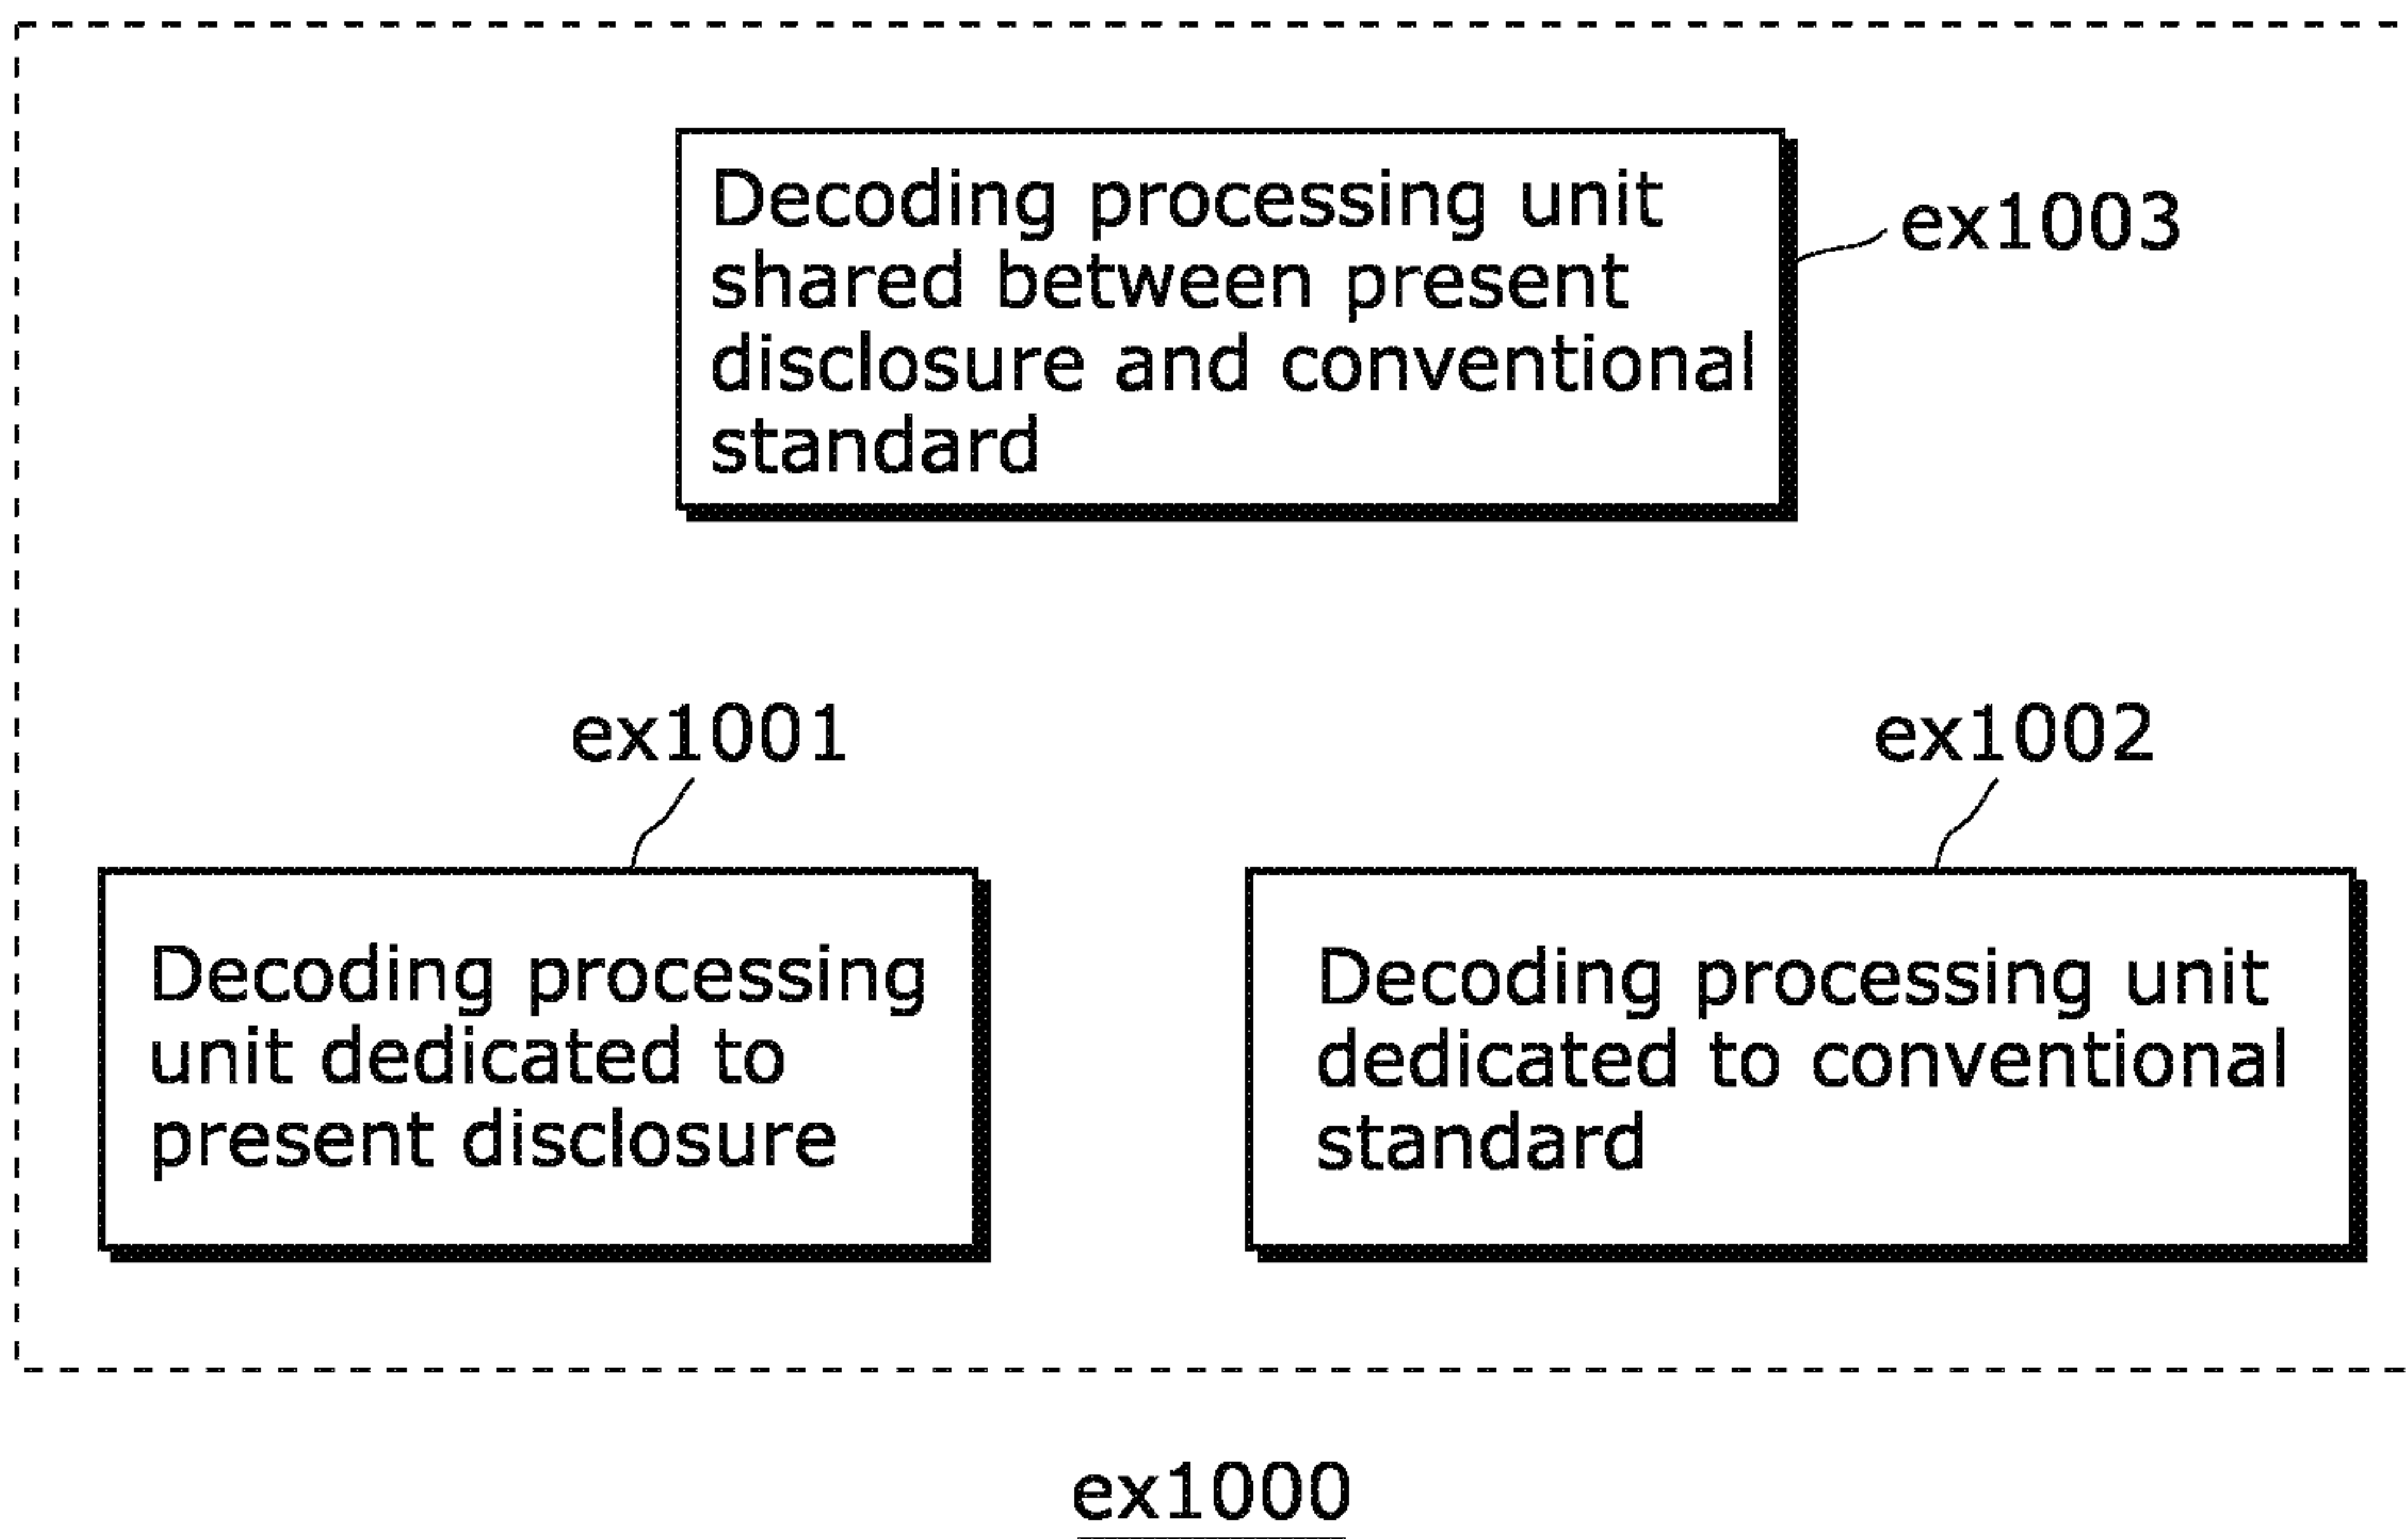 Decoding processing unit
shared between present
disclosure and conventional
standard
ex1003
ex1001
ex1002
Decoding processing
unit dedicated to
present disclosure
Decoding processing unit
dedicated to conventional
standard
ex1000